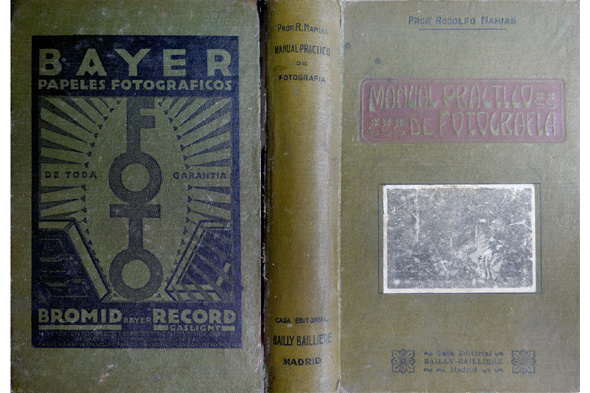 BAYER
PAPELES FOTOGRAFICOS
FOTO
DE TODA GARANTIA
BROMID BAYER RECORD
GASLIGHT
PROF. R. NAMIAS
MANUAL PRÁCTICO
DE
FOTOGRAFIA
CASA EDITORIAL
BAILLY BAILLIERE
MADRID
PROF. RODOLFO NAMIAS
MANUAL PRACTICO
DE FOTOGRAFIA
Casa Editorial
BAILLY-BAILLIERE
Madrid